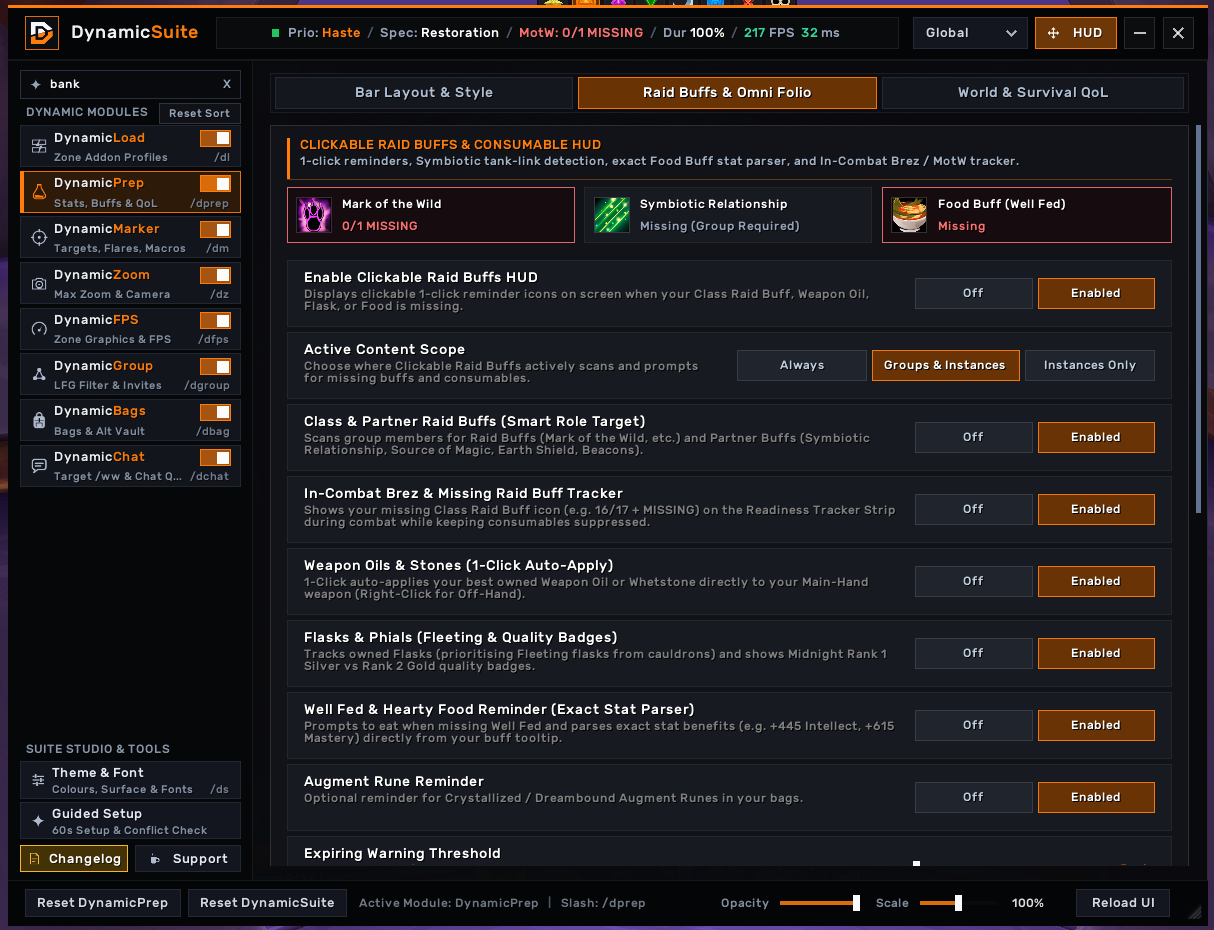 DynamicSuite
Prio: Haste / Spec: Restoration / MotW: 0/1 MISSING / Dur 100% / 217 FPS 32 ms
Global
HUD
bank
X
DYNAMIC MODULES
Reset Sort
DynamicLoad
Zone Addon Profiles /dl
DynamicPrep
Stats, Buffs & QoL /dprep
DynamicMarker
Targets, Flares, Macros /dm
DynamicZoom
Max Zoom & Camera /dz
DynamicFPS
Zone Graphics & FPS /dfps
DynamicGroup
LFG Filter & Invites /dgroup
DynamicBags
Bags & Alt Vault /dbag
DynamicChat
Target /ww & Chat Q... /dchat
SUITE STUDIO & TOOLS
Theme & Font
Colours, Surface & Fonts /ds
Guided Setup
60s Setup & Conflict Check
Changelog
Support
Bar Layout & Style
Raid Buffs & Omni Folio
World & Survival QoL
CLICKABLE RAID BUFFS & CONSUMABLE HUD
1-click reminders, Symbiotic tank-link detection, exact Food Buff stat parser, and In-Combat Brez / MotW tracker.
Mark of the Wild
0/1 MISSING
Symbiotic Relationship
Missing (Group Required)
Food Buff (Well Fed)
Missing
Enable Clickable Raid Buffs HUD
Displays clickable 1-click reminder icons on screen when your Class Raid Buff, Weapon Oil,
Flask, or Food is missing.
Off
Enabled
Active Content Scope
Choose where Clickable Raid Buffs actively scans and prompts
for missing buffs and consumables.
Always
Groups & Instances
Instances Only
Class & Partner Raid Buffs (Smart Role Target)
Scans group members for Raid Buffs (Mark of the Wild, etc.) and Partner Buffs (Symbiotic
Relationship, Source of Magic, Earth Shield, Beacons).
Off
Enabled
In-Combat Brez & Missing Raid Buff Tracker
Shows your missing Class Raid Buff icon (e.g. 16/17 + MISSING) on the Readiness Tracker Strip
during combat while keeping consumables suppressed.
Off
Enabled
Weapon Oils & Stones (1-Click Auto-Apply)
1-Click auto-applies your best owned Weapon Oil or Whetstone directly to your Main-Hand
weapon (Right-Click for Off-Hand).
Off
Enabled
Flasks & Phials (Fleeting & Quality Badges)
Tracks owned Flasks (prioritising Fleeting flasks from cauldrons) and shows Midnight Rank 1
Silver vs Rank 2 Gold quality badges.
Off
Enabled
Well Fed & Hearty Food Reminder (Exact Stat Parser)
Prompts to eat when missing Well Fed and parses exact stat benefits (e.g. +445 Intellect, +615
Mastery) directly from your buff tooltip.
Off
Enabled
Augment Rune Reminder
Optional reminder for Crystallized / Dreambound Augment Runes in your bags.
Off
Enabled
Expiring Warning Threshold
Reset DynamicPrep
Reset DynamicSuite
Active Module: DynamicPrep | Slash: /dprep
Opacity
Scale
100%
Reload UI